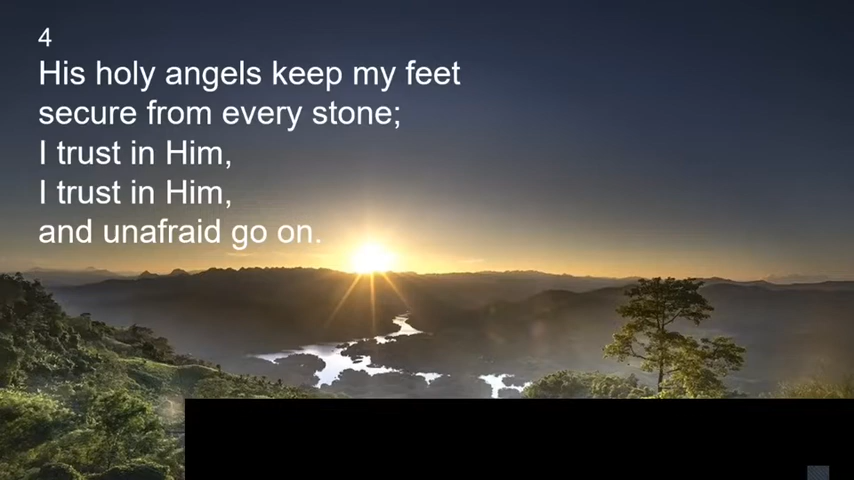 4
His holy angels keep my feet
secure from every stone;
I trust in Him,
I trust in Him,
and unafraid go on.